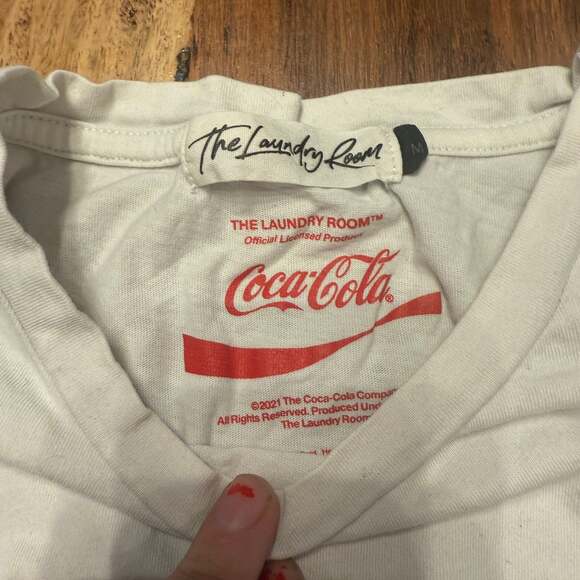 The Laundry Room
M
THE LAUNDRY ROOM™
Official Licensed Product
Coca-Cola®
©2021 The Coca-Cola Company
All Rights Reserved. Produced Under
The Laundry Room